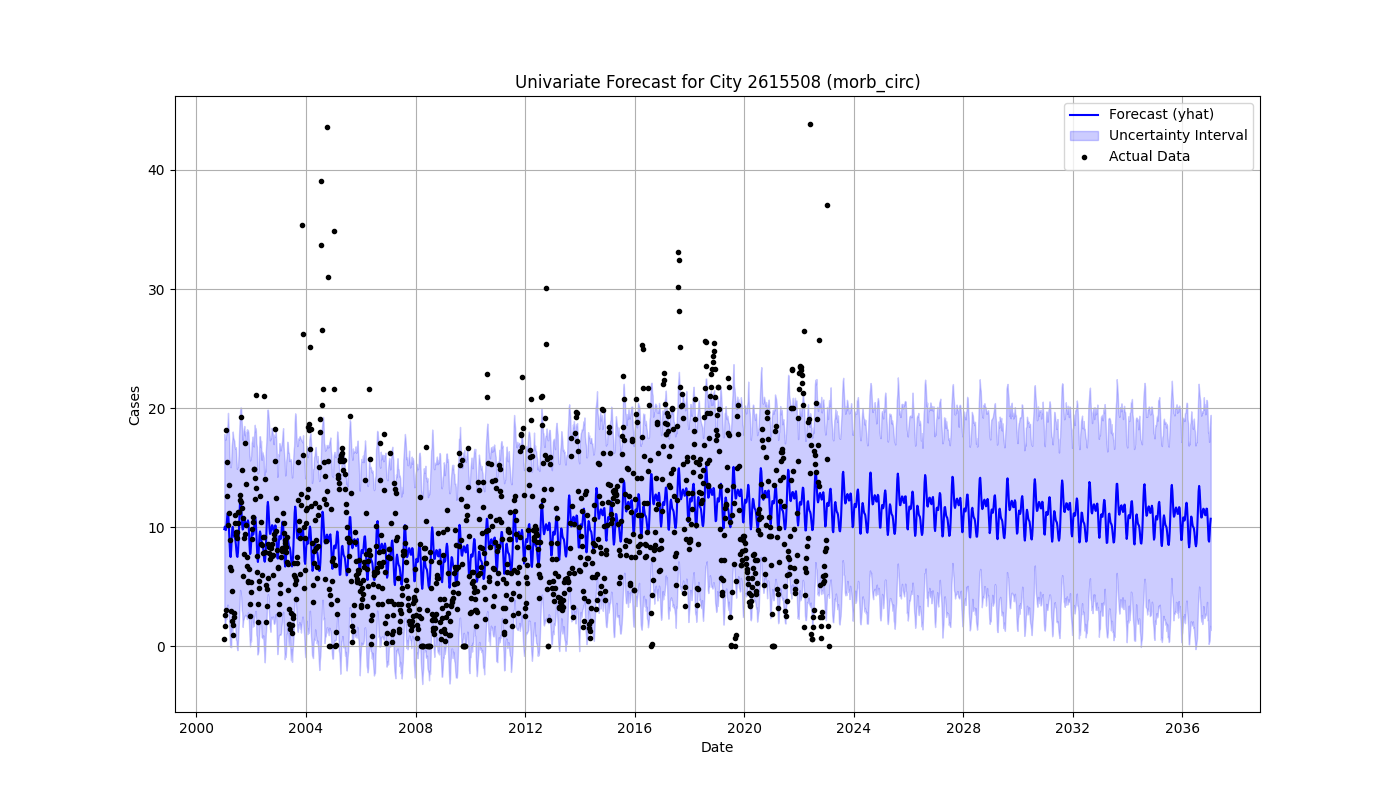 Univariate Forecast for City 2615508 (morb_circ)
Forecast (yhat)
Uncertainty Interval
Actual Data
Cases
40
30
20
10
0
2000 2004 2008 2012 2016 2020 2024 2028 2032 2036
Date